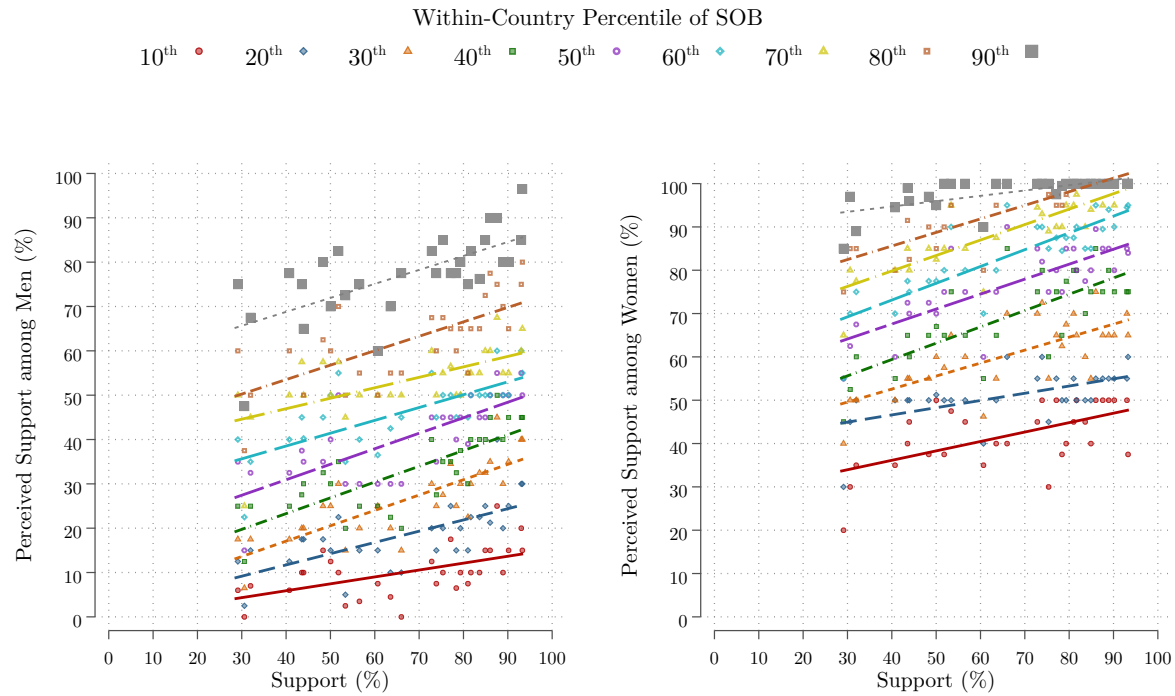 Within-Country Percentile of SOB
10th 20th 30th 40th 50th 60th 70th 80th 90th
Perceived Support among Men (%)
100
90
80
70
60
50
40
30
20
10
0
0 10 20 30 40 50 60 70 80 90 100
Support (%)
Perceived Support among Women (%)
100
90
80
70
60
50
40
30
20
10
0
0 10 20 30 40 50 60 70 80 90 100
Support (%)